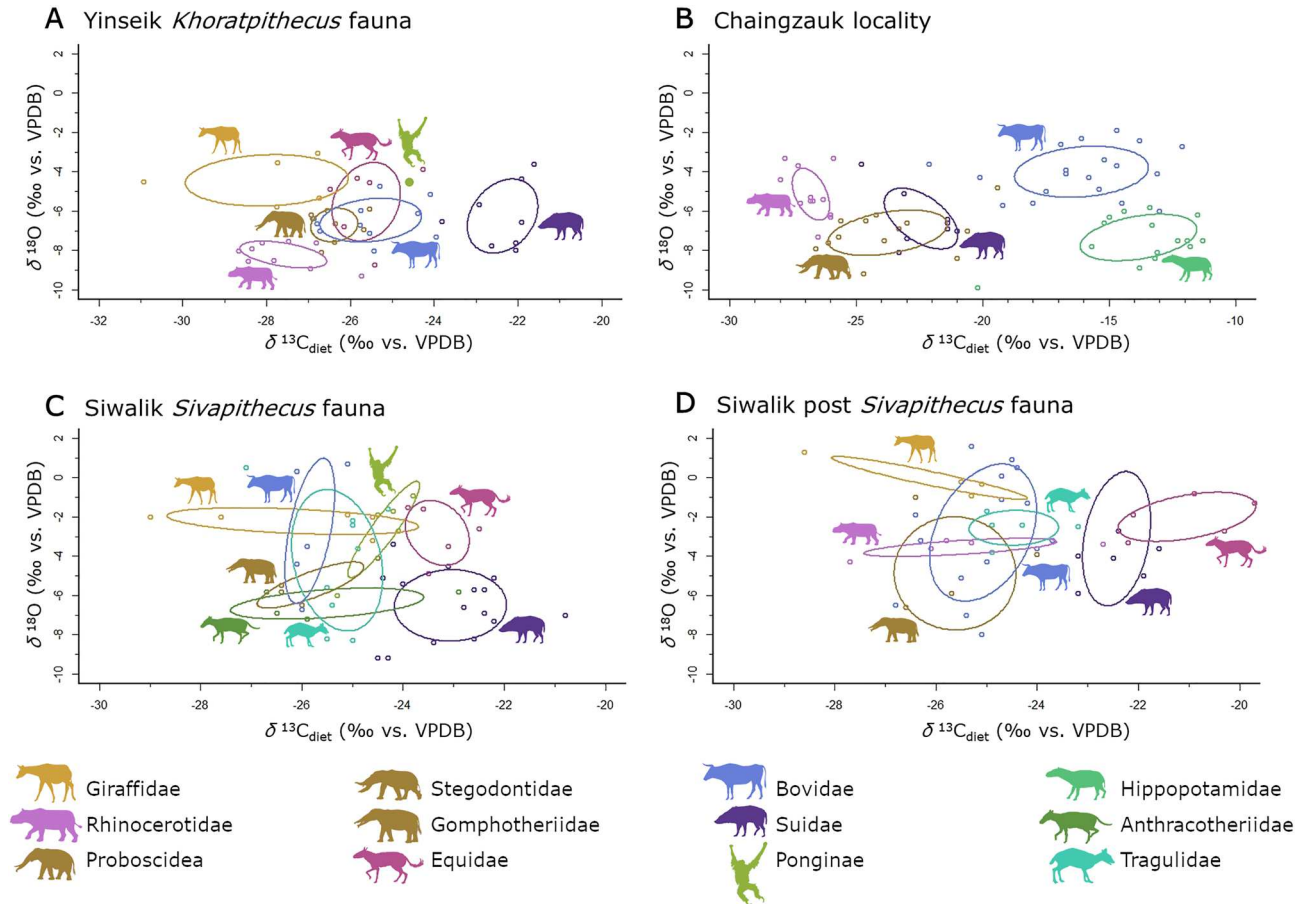 A Yinseik Khoratpithecus fauna
B Chaingzauk locality
δ ¹⁸O (‰ vs. VPDB)
2
0
-2
-4
-6
-8
-10
-32 -30 -28 -26 -24 -22 -20
δ ¹³Cdiet (‰ vs. VPDB)
δ ¹⁸O (‰ vs. VPDB)
2
0
-2
-4
-6
-8
-10
-30 -25 -20 -15 -10
δ ¹³Cdiet (‰ vs. VPDB)
C Siwalik Sivapithecus fauna
D Siwalik post Sivapithecus fauna
δ ¹⁸O (‰ vs. VPDB)
2
0
-2
-4
-6
-8
-10
-30 -28 -26 -24 -22 -20
δ ¹³Cdiet (‰ vs. VPDB)
δ ¹⁸O (‰ vs. VPDB)
2
0
-2
-4
-6
-8
-10
-30 -28 -26 -24 -22 -20
δ ¹³Cdiet (‰ vs. VPDB)
Giraffidae
Rhinocerotidae
Proboscidea
Stegodontidae
Gomphotheriidae
Equidae
Bovidae
Suidae
Ponginae
Hippopotamidae
Anthracotheriidae
Tragulidae